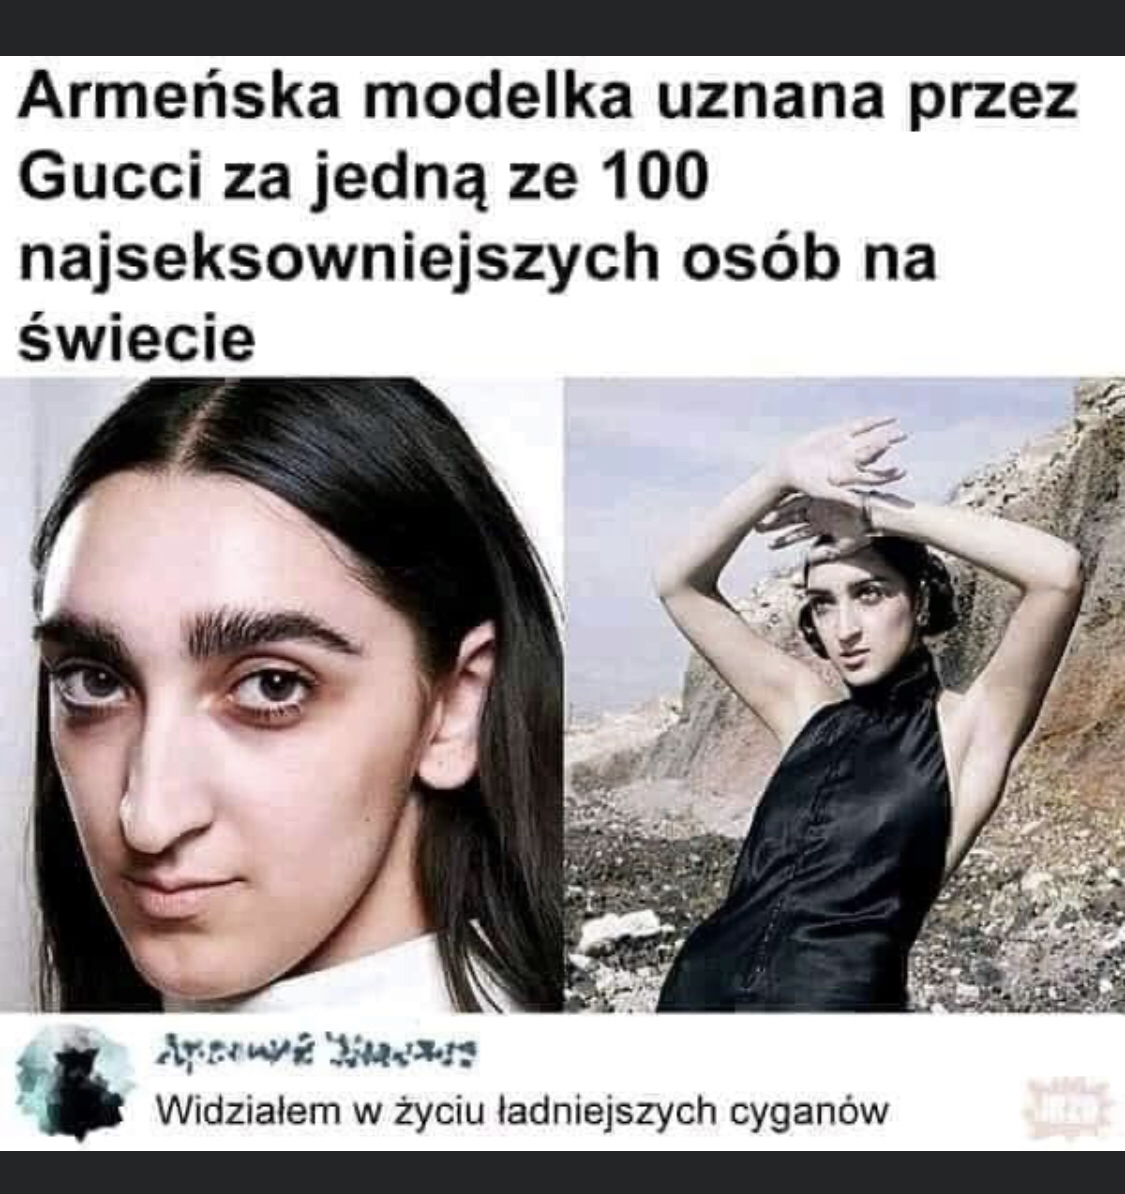 Armeńska modelka uznana przez
Gucci za jedną ze 100
najseksowniejszych osób na
świecie
Widziałem w życiu ładniejszych cyganów